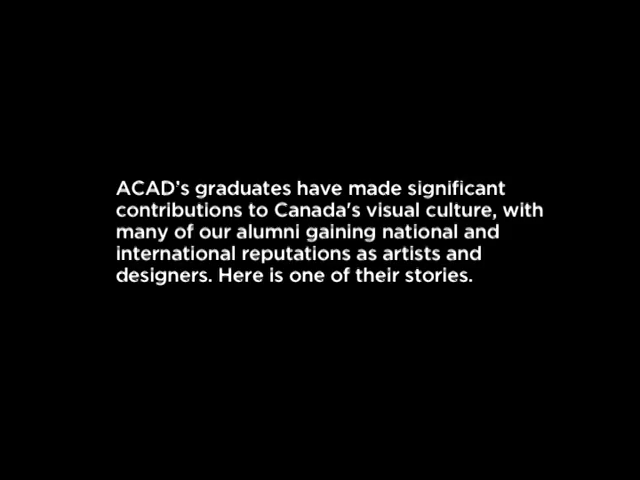 ACAD's graduates have made significant
contributions to Canada's visual culture, with
many of our alumni gaining national and
international reputations as artists and
designers. Here is one of their stories.